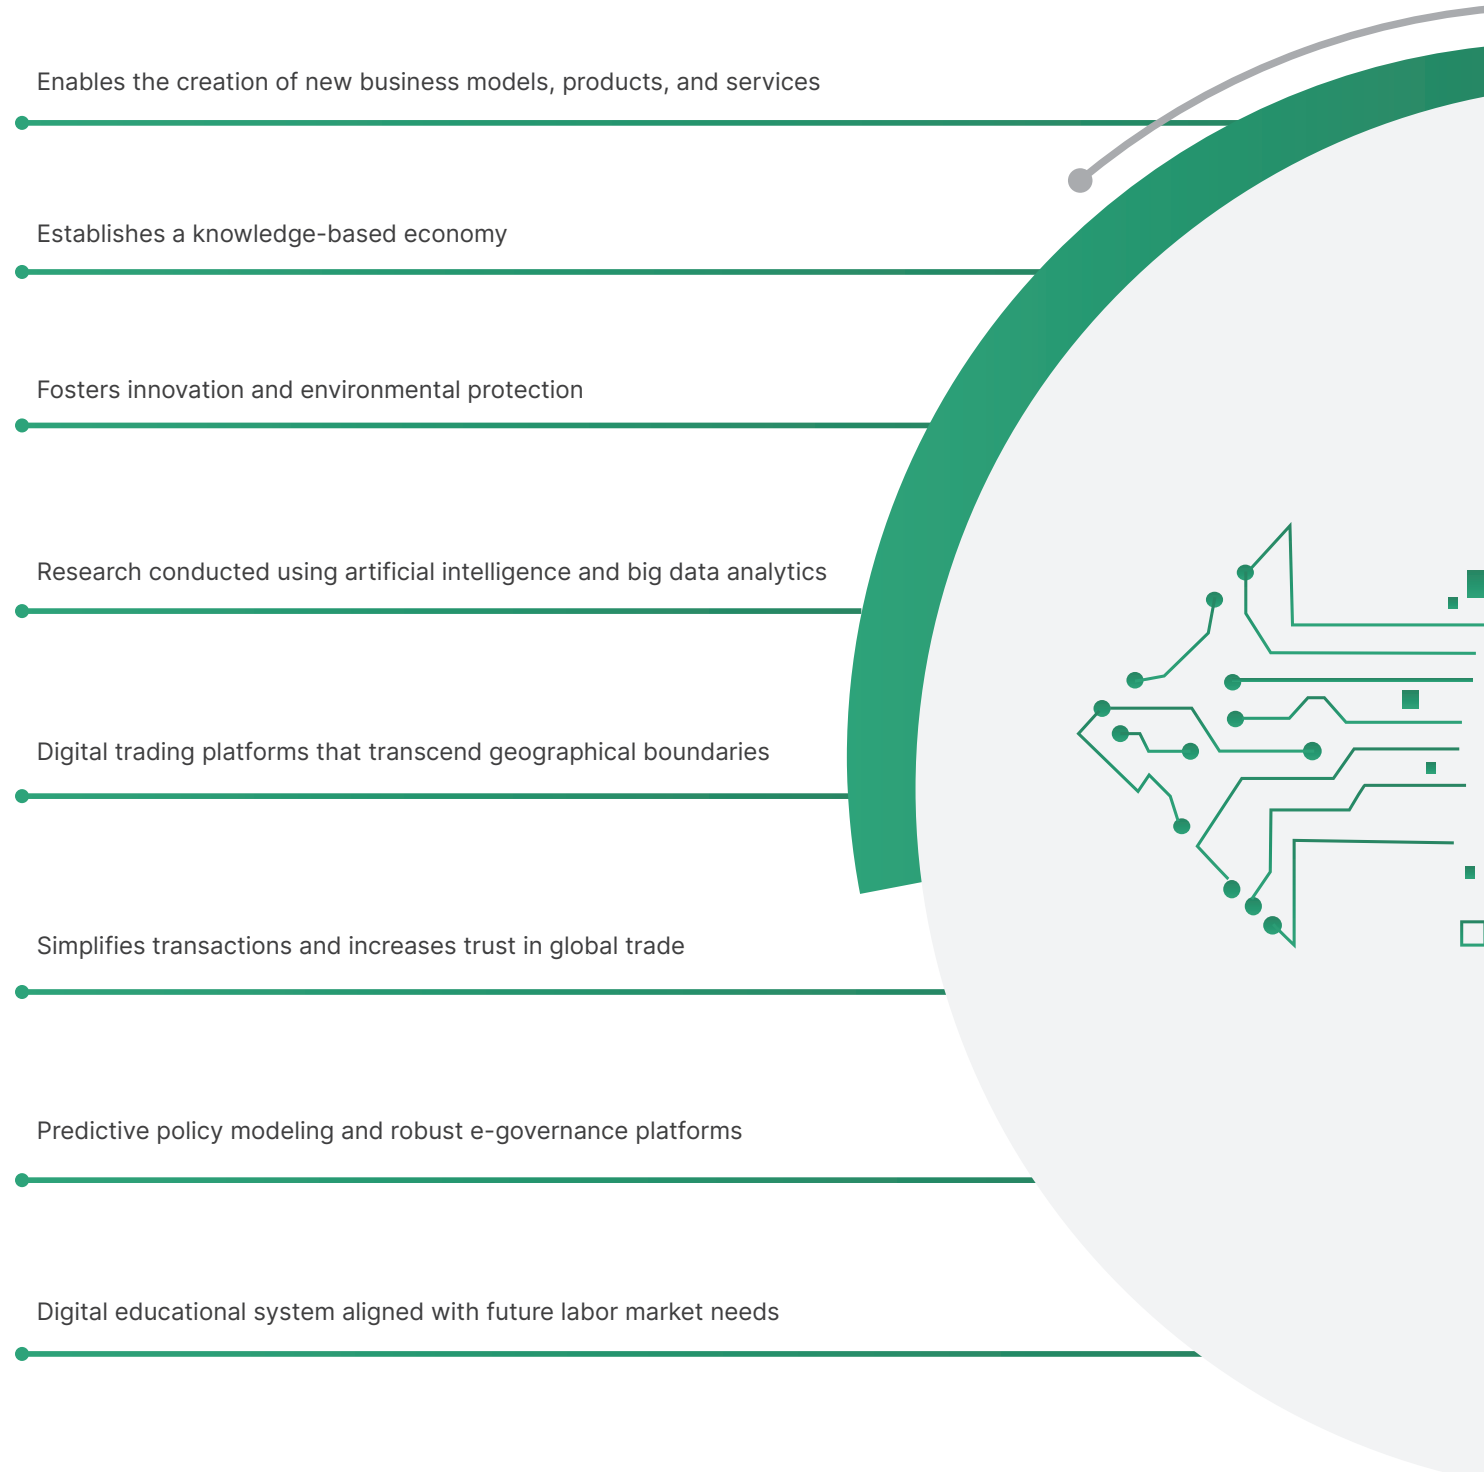 Enables the creation of new business models, products, and services
Establishes a knowledge-based economy
Fosters innovation and environmental protection
Research conducted using artificial intelligence and big data analytics
Digital trading platforms that transcend geographical boundaries
Simplifies transactions and increases trust in global trade
Predictive policy modeling and robust e-governance platforms
Digital educational system aligned with future labor market needs